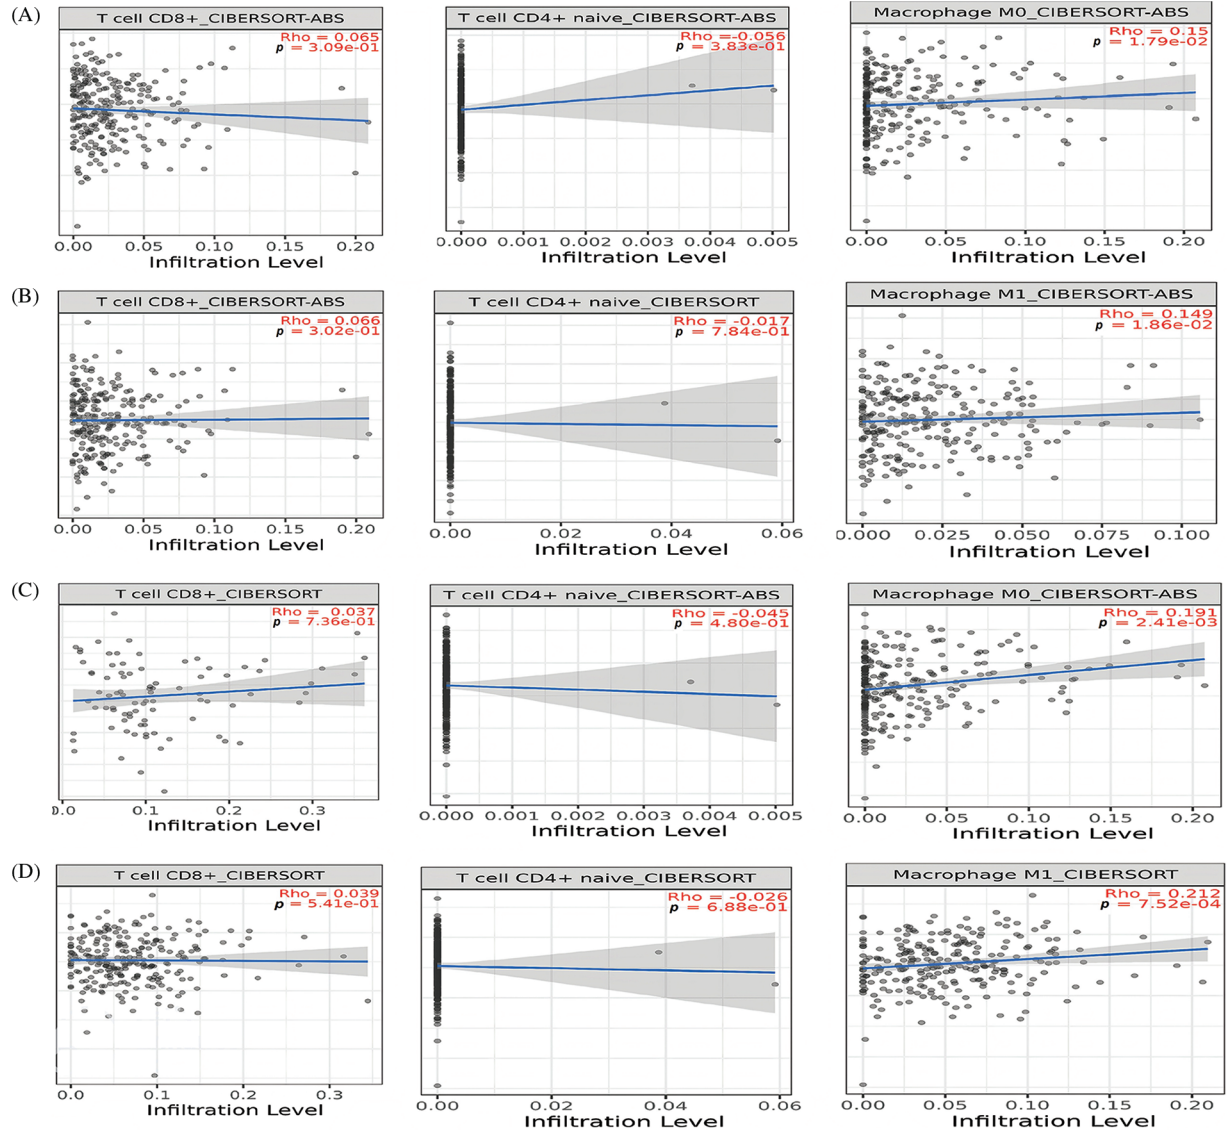 (A)
T cell CD8+_CIBERSORT-ABS
Rho = 0.065
p = 3.09e-01
0.00 0.05 0.10 0.15 0.20
Infiltration Level
T cell CD4+ naive_CIBERSORT-ABS
Rho =-0.056
p = 3.83e-01
0.000 0.001 0.002 0.003 0.004 0.005
Infiltration Level
Macrophage M0_CIBERSORT-ABS
Rho = 0.15
p = 1.79e-02
0.00 0.05 0.10 0.15 0.20
Infiltration Level
(B)
T cell CD8+_CIBERSORT-ABS
Rho = 0.066
p = 3.02e-01
0.00 0.05 0.10 0.15 0.20
Infiltration Level
T cell CD4+ naive_CIBERSORT
Rho = -0.017
p = 7.84e-01
0.00 0.02 0.04 0.06
Infiltration Level
Macrophage M1_CIBERSORT-ABS
Rho = 0.149
p = 1.86e-02
0.000 0.025 0.050 0.075 0.100
Infiltration Level
(C)
T cell CD8+_CIBERSORT
Rho = 0.037
p = 7.36e-01
0.1 0.2 0.3
Infiltration Level
T cell CD4+ naive_CIBERSORT-ABS
Rho = -0.045
p = 4.80e-01
0.000 0.001 0.002 0.003 0.004 0.005
Infiltration Level
Macrophage M0_CIBERSORT-ABS
Rho = 0.191
p = 2.41e-03
0.00 0.05 0.10 0.15 0.20
Infiltration Level
(D)
T cell CD8+_CIBERSORT
Rho = 0.039
p = 5.41e-01
0.0 0.1 0.2 0.3
Infiltration Level
T cell CD4+ naive_CIBERSORT
Rho = -0.026
p = 6.88e-01
0.00 0.02 0.04 0.06
Infiltration Level
Macrophage M1_CIBERSORT
Rho = 0.212
p = 7.52e-04
0.00 0.05 0.10 0.15 0.20
Infiltration Level